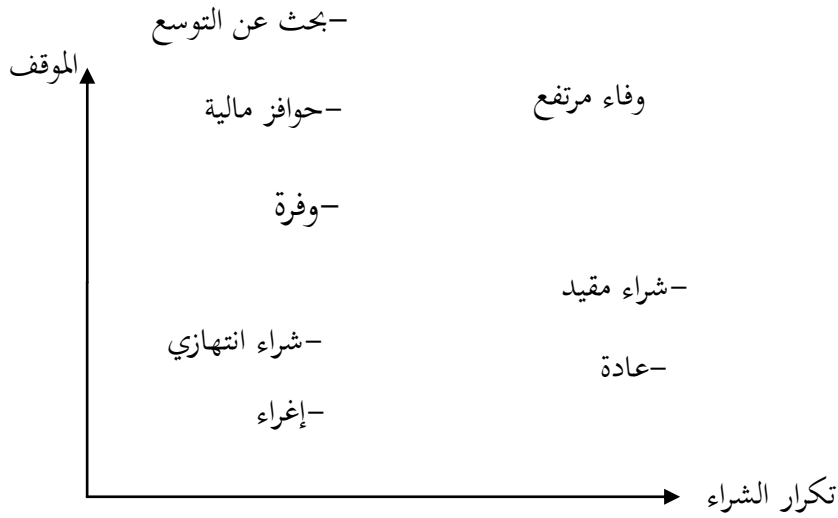 -بحث عن التوسع
الموقف
وفاء مرتفع
-حوافز مالية
-وفرة
-شراء مقيد
-شراء انتهازي
-عادة
-إغراء
تكرار الشراء